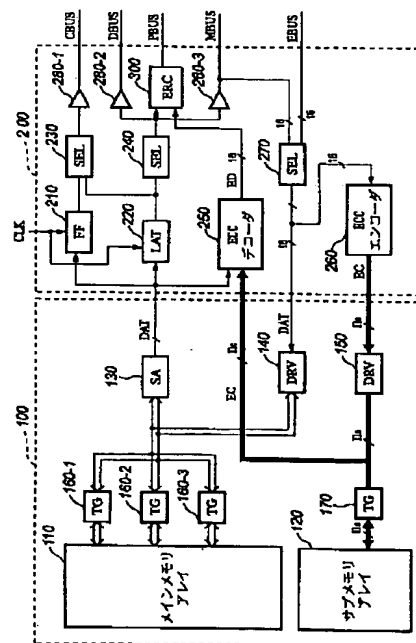 CBUS
DBUS
PBUS
MBUS
EBUS
200
280-1
280-2
300
ERC
280-3
230
SEL
240
SEL
270
SEL
16
16
16
16
CLK
210
FF
220
LAT
250
ECC
デコーダ
HD
16
260
ECC
エンコーダ
EC
100
DAT
130
SA
EC
DAT
140
DRV
150
DRV
160-1
TG
160-2
TG
160-3
TG
170
TG
110
メインメモリ
アレイ
120
サブメモリ
アレイ